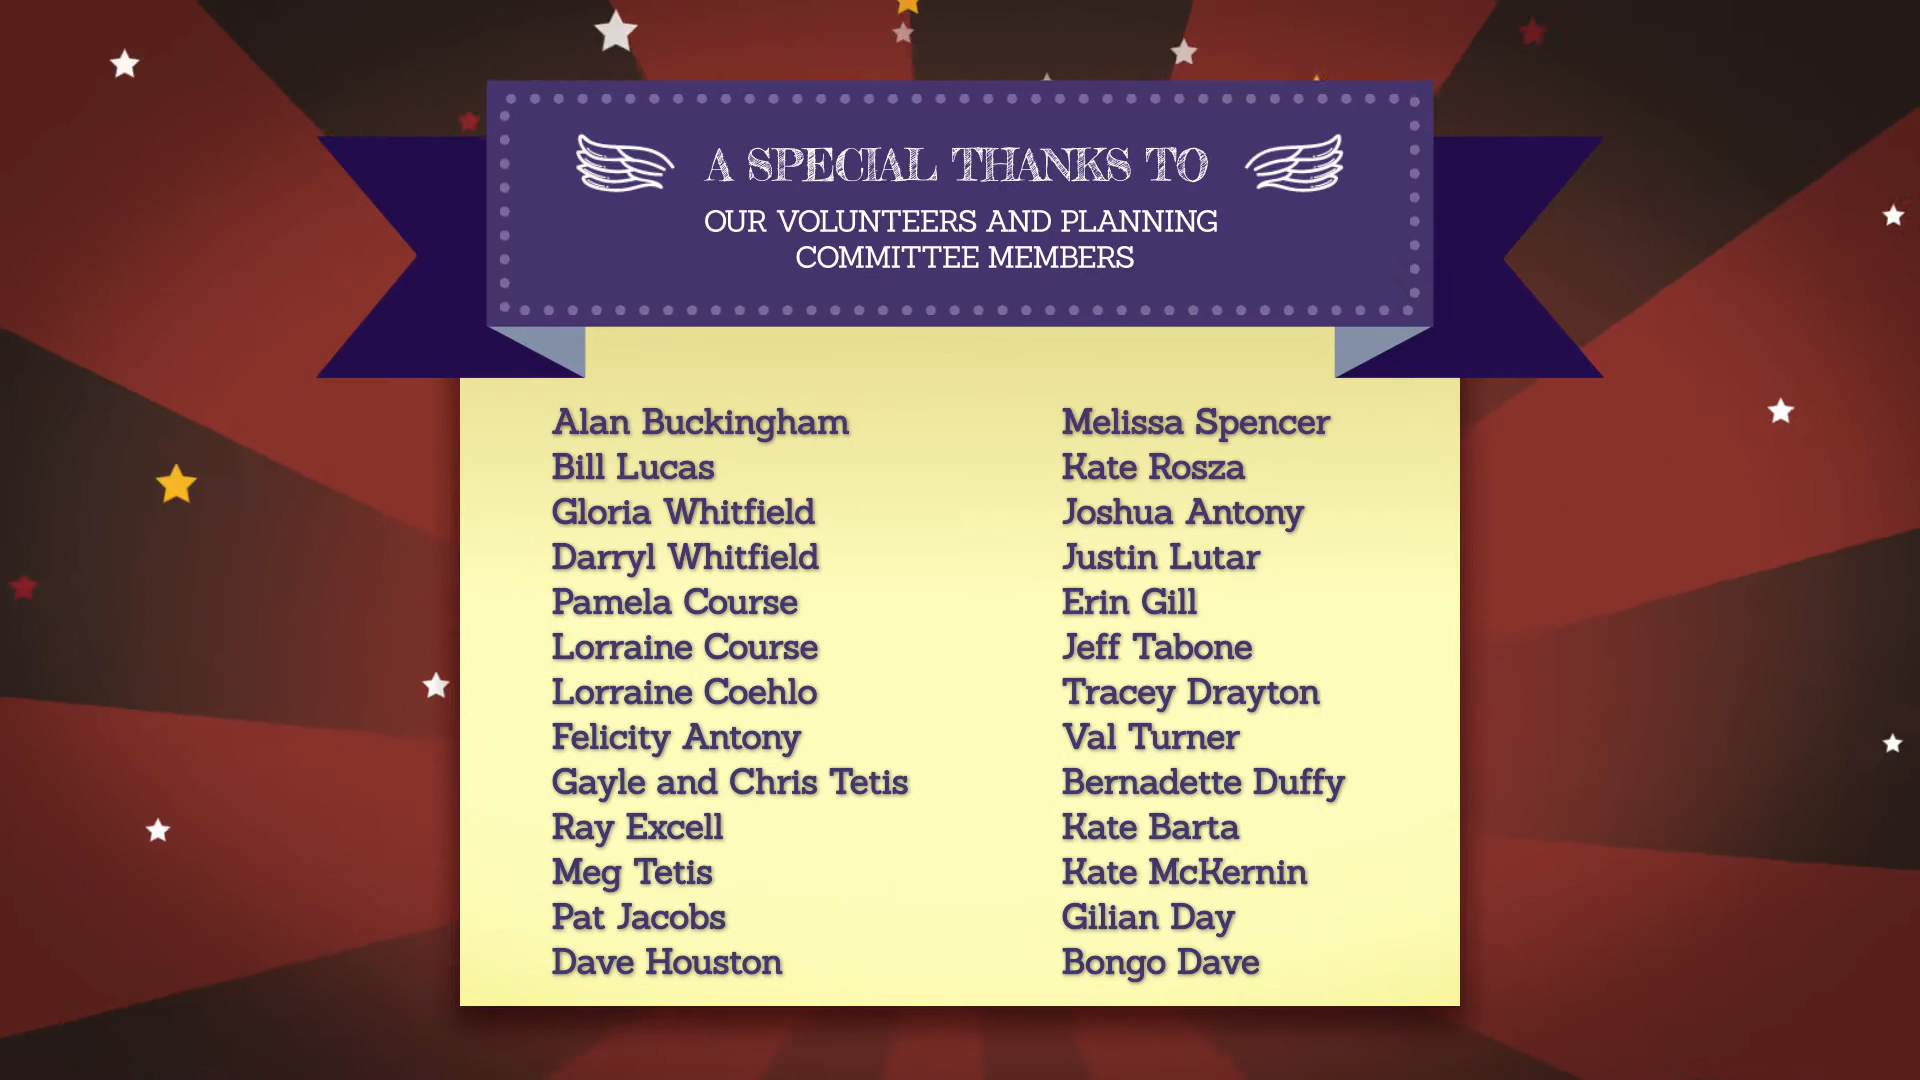 A SPECIAL THANKS TO
OUR VOLUNTEERS AND PLANNING
COMMITTEE MEMBERS
Alan Buckingham
Bill Lucas
Gloria Whitfield
Darryl Whitfield
Pamela Course
Lorraine Course
Lorraine Coehlo
Felicity Antony
Gayle and Chris Tetis
Ray Excell
Meg Tetis
Pat Jacobs
Dave Houston
Melissa Spencer
Kate Rosza
Joshua Antony
Justin Lutar
Erin Gill
Jeff Tabone
Tracey Drayton
Val Turner
Bernadette Duffy
Kate Barta
Kate McKernin
Gilian Day
Bongo Dave